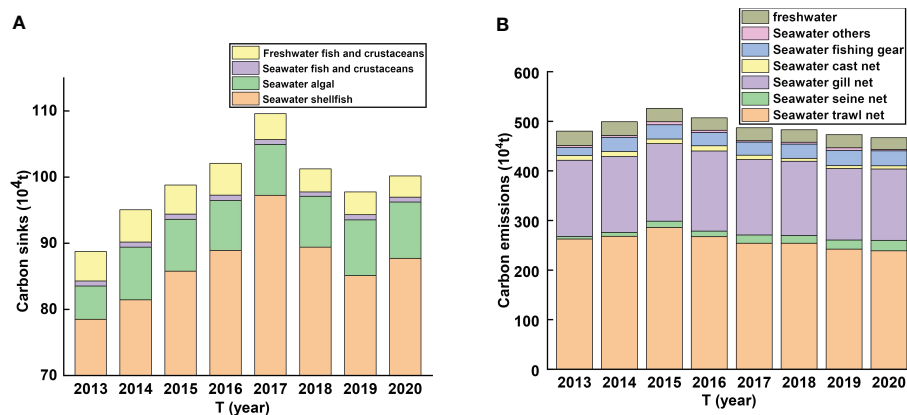 A
Freshwater fish and crustaceans
Seawater fish and crustaceans
Seawater algal
Seawater shellfish
Carbon sinks (10⁴t)
110
100
90
80
70
2013 2014 2015 2016 2017 2018 2019 2020
T (year)
B
freshwater
Seawater others
Seawater fishing gear
Seawater cast net
Seawater gill net
Seawater seine net
Seawater trawl net
Carbon emissions (10⁴t)
600
500
400
300
200
100
0
2013 2014 2015 2016 2017 2018 2019 2020
T (year)